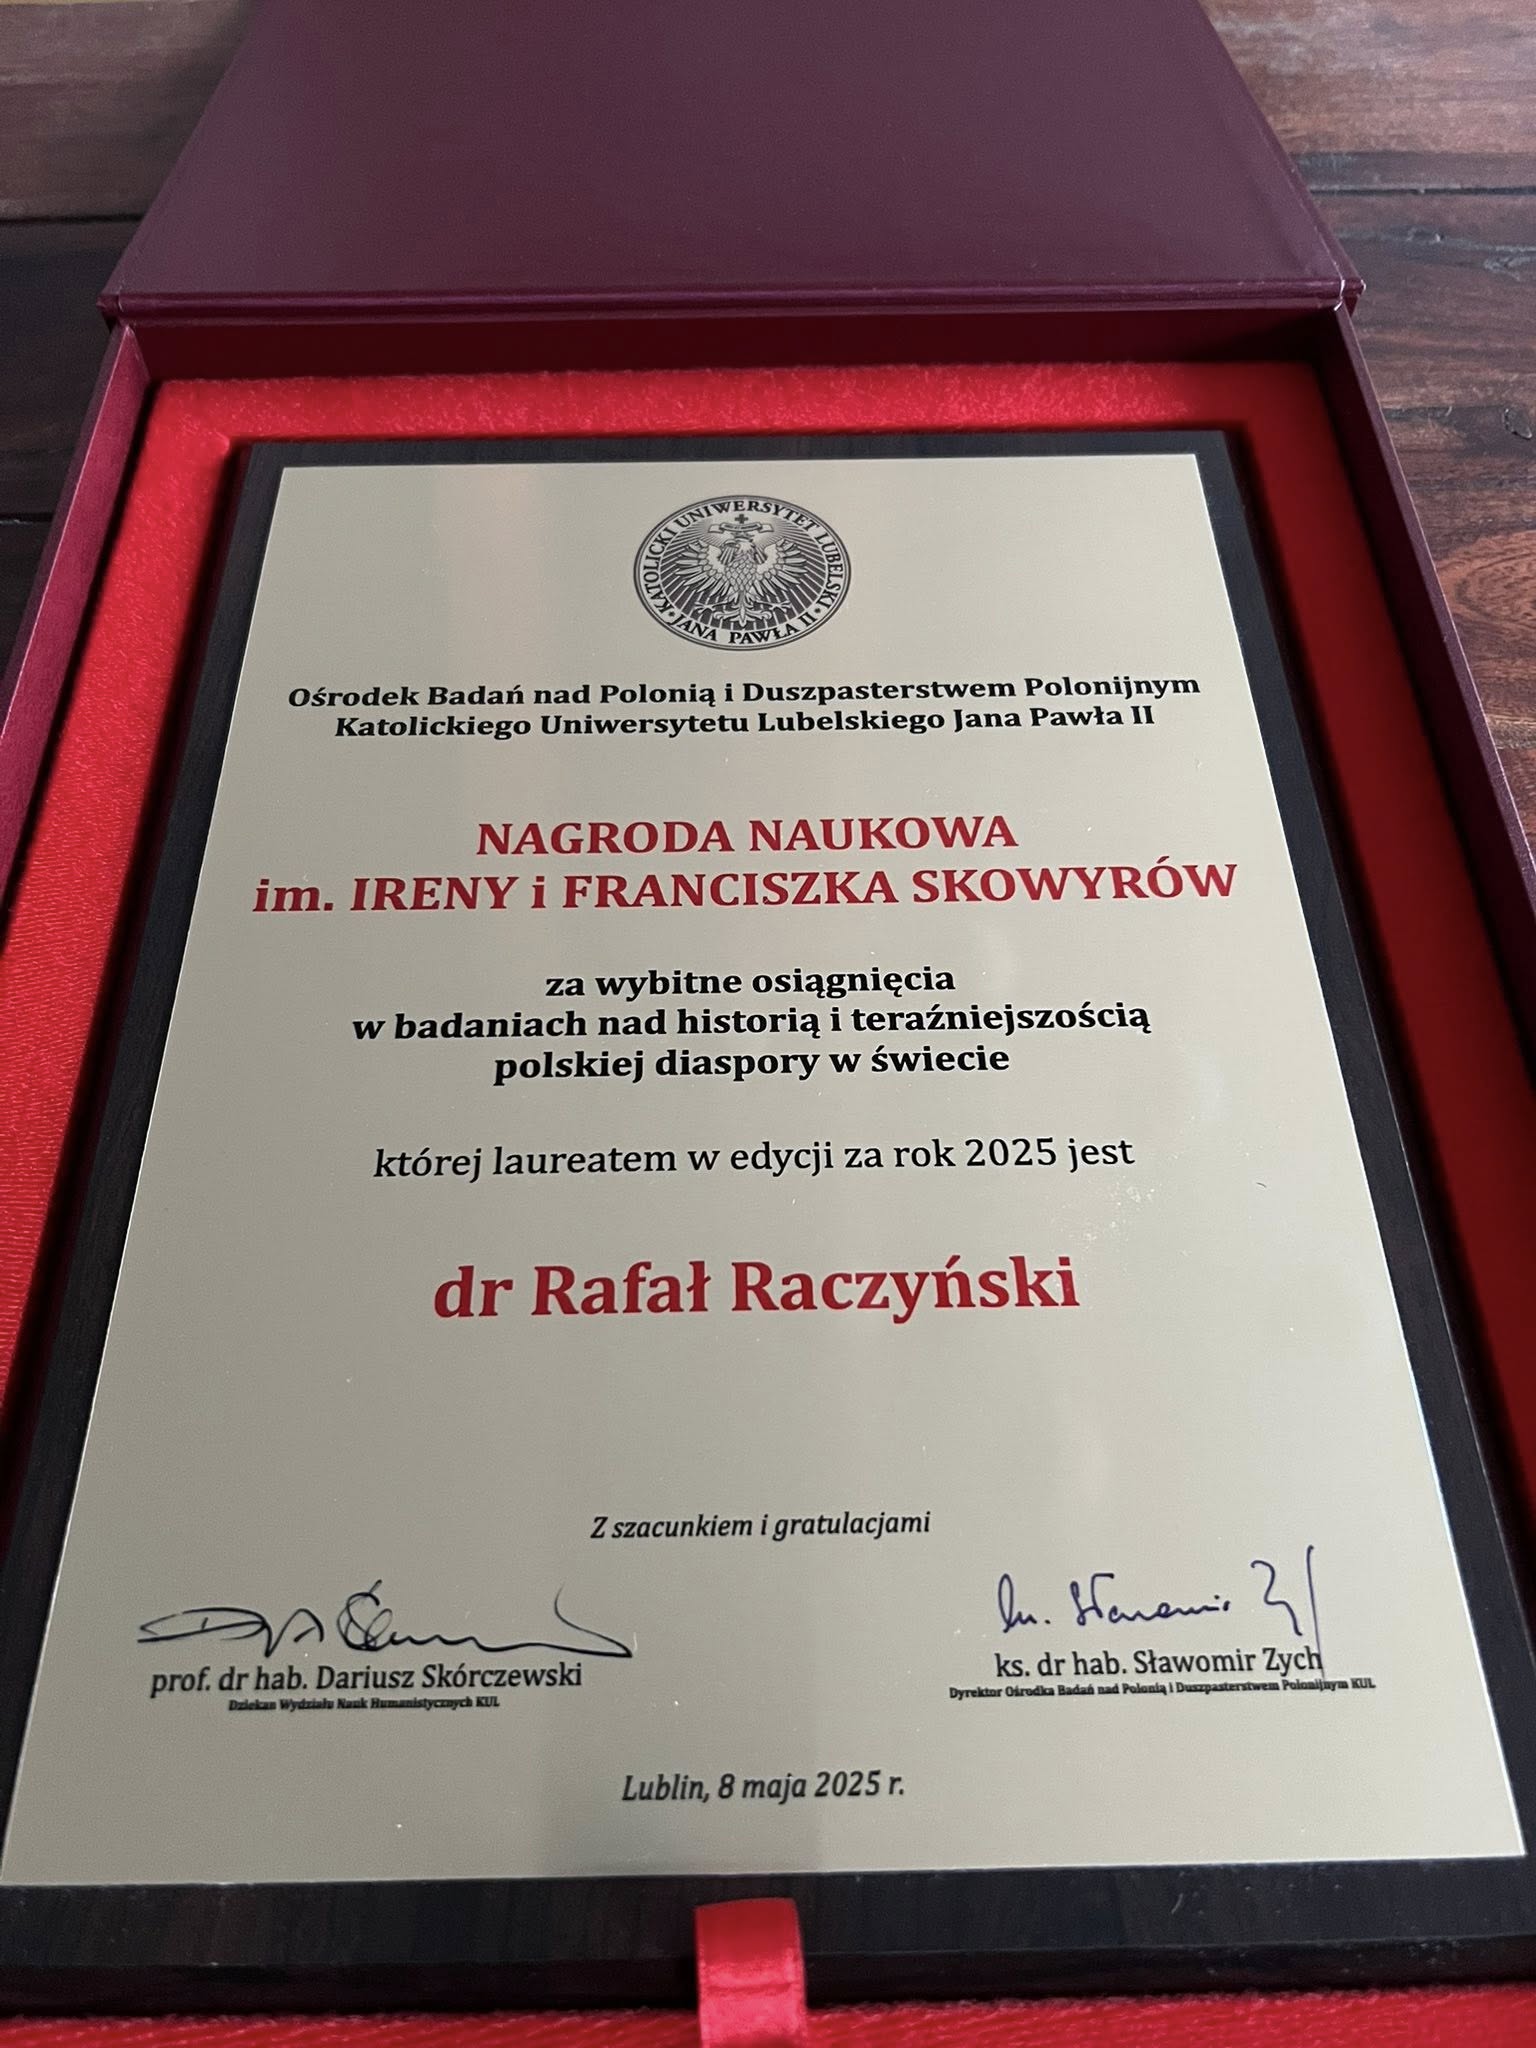 KATOLICKI UNIWERSYTET LUBELSKI
JANA PAWŁA II
Ośrodek Badań nad Polonią i Duszpasterstwem Polonijnym
Katolickiego Uniwersytetu Lubelskiego Jana Pawła II
NAGRODA NAUKOWA
im. IRENY i FRANCISZKA SKOWYRÓW
za wybitne osiągnięcia
w badaniach nad historią i teraźniejszością
polskiej diaspory w świecie
której laureatem w edycji za rok 2025 jest
dr Rafał Raczyński
Z szacunkiem i gratulacjami
prof. dr hab. Dariusz Skórczewski
Dziekan Wydziału Nauk Humanistycznych KUL
ks. Sławomir Zych
ks. dr hab. Sławomir Zych
Dyrektor Ośrodka Badań nad Polonią i Duszpasterstwem Polonijnym KUL
Lublin, 8 maja 2025 r.